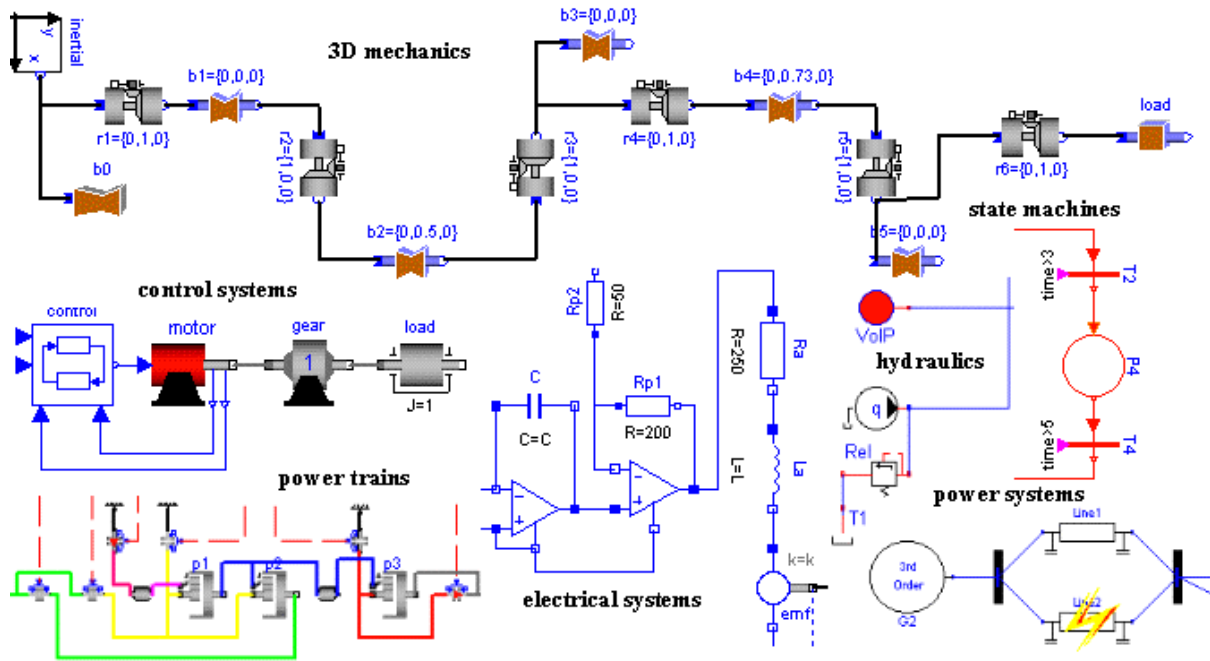 inertial
y
x
3D mechanics
b3={0,0,0}
b1={0,0,0}
b4={0,0.73,0}
load
r1={0,1,0}
r2={1,0,0}
r3={1,0,0}
r4={0,1,0}
r5={1,0,0}
r6={0,1,0}
b0
b2={0,0.5,0}
b5={0,0,0}
state machines
control systems
control
motor
gear
load
1
J=1
Rp2
R=50
C
C=C
Rp1
R=200
R=250
Ra
L=L
La
k=k
emf
electrical systems
VolP
hydraulics
q
Rel
T1
time>3
T2
P4
time>5
T4
power trains
p1
p2
p3
power systems
Line1
3rd
Order
G2
Line2